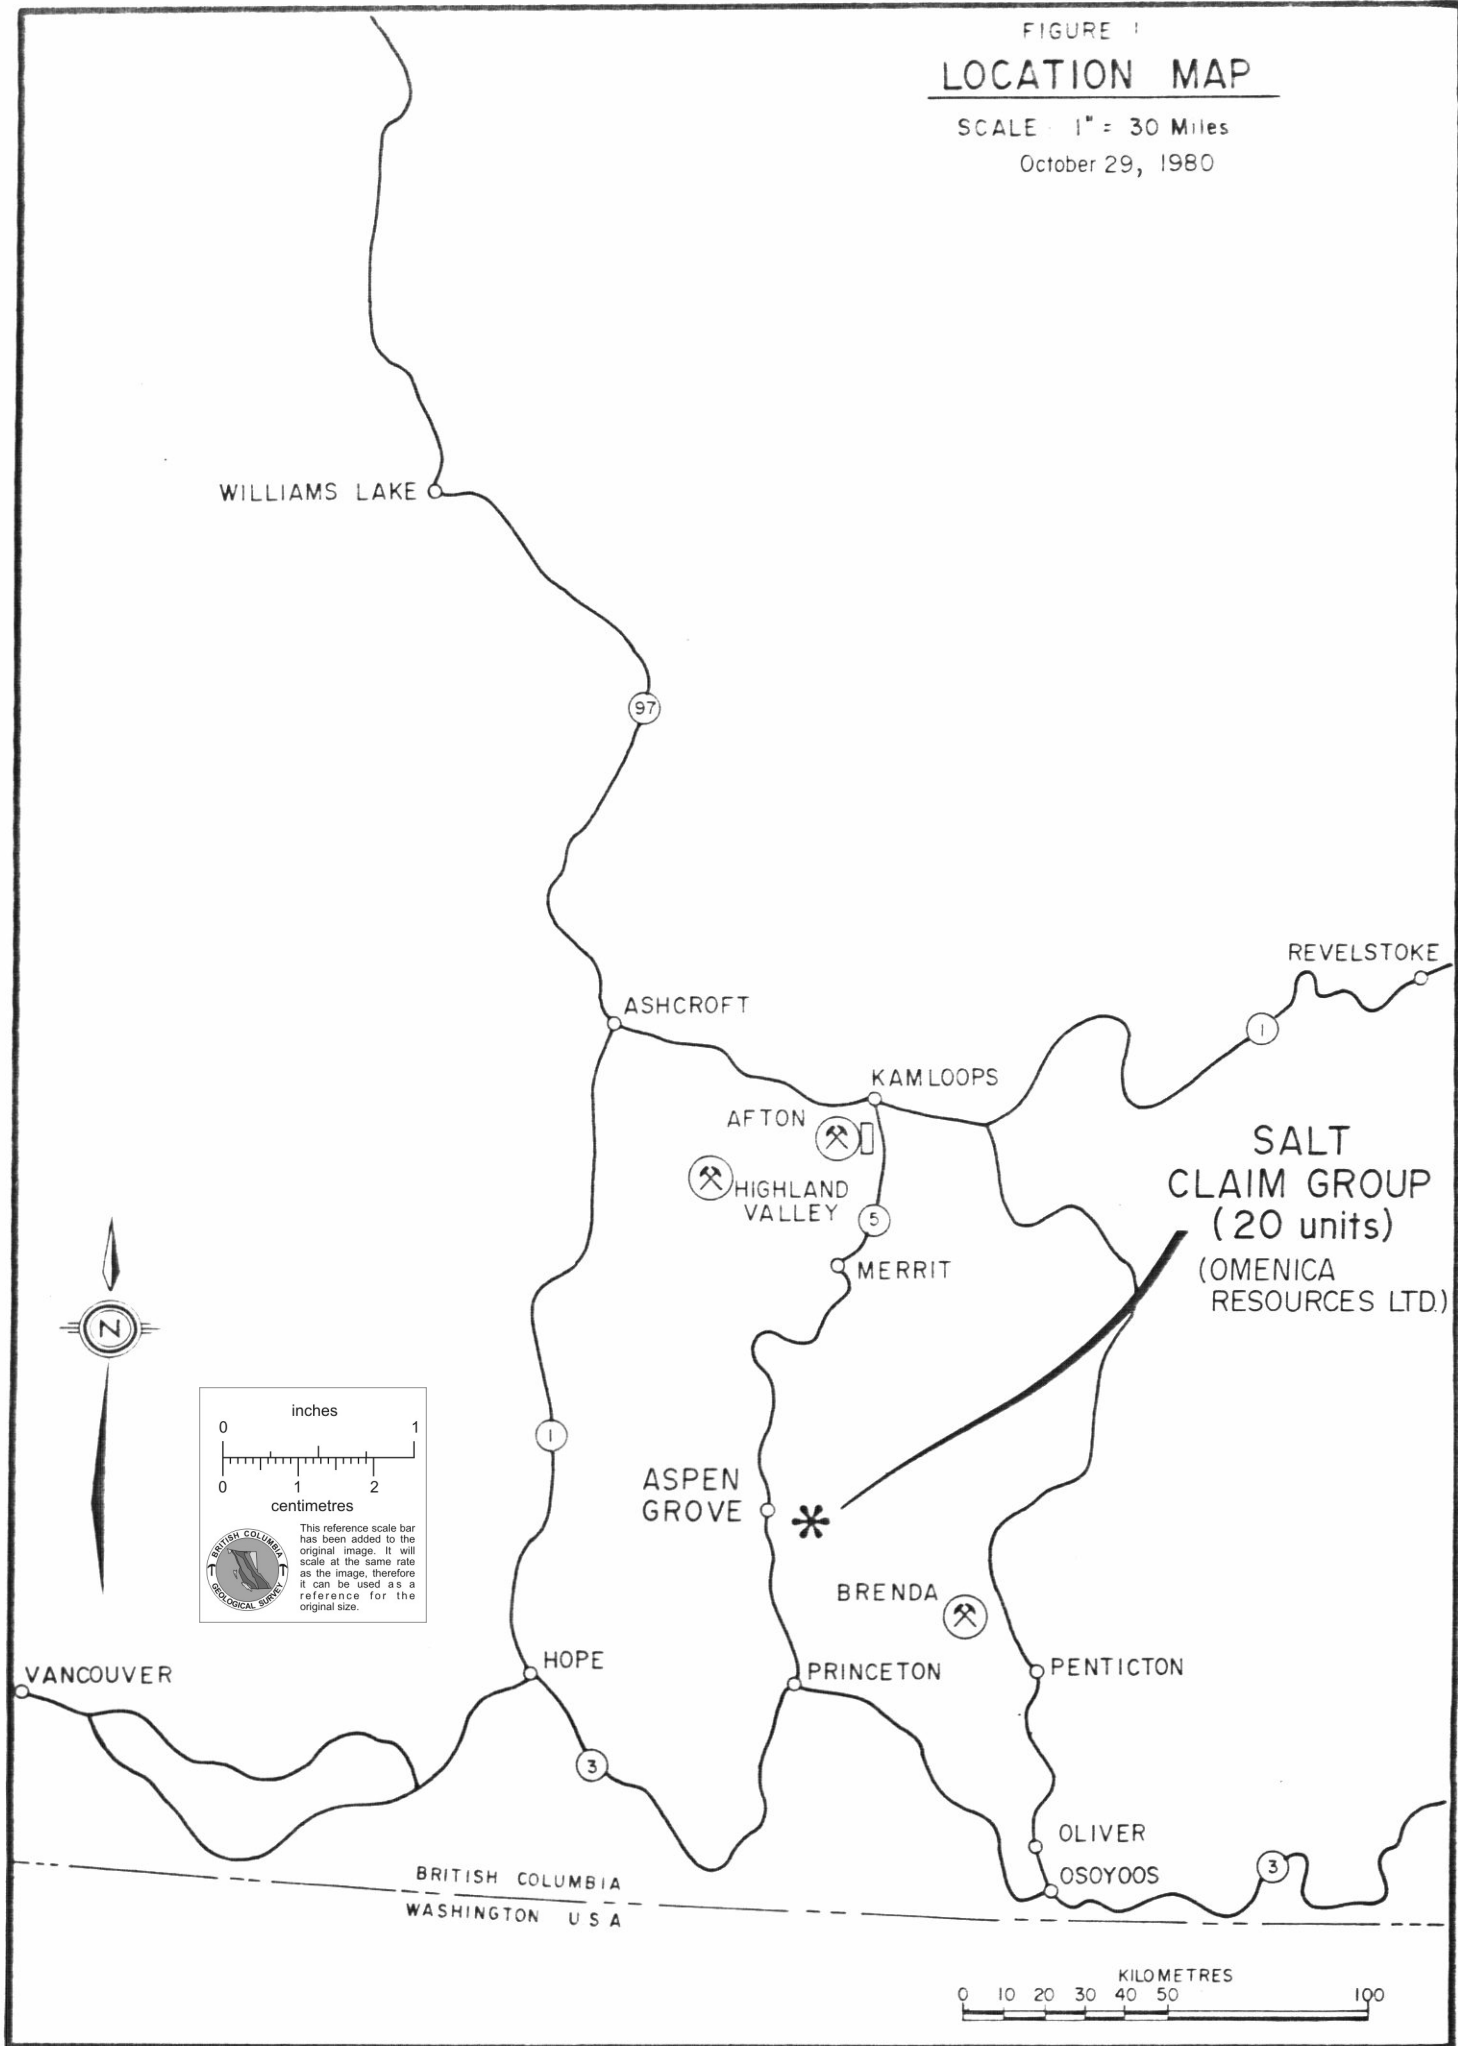 FIGURE 1
LOCATION MAP
SCALE 1" = 30 Miles
October 29, 1980
WILLIAMS LAKE
97
REVELSTOKE
ASHCROFT
1
KAMLOOPS
AFTON
HIGHLAND
VALLEY
5
MERRIT
SALT
CLAIM GROUP
(20 units)
(OMENICA
RESOURCES LTD.)
N
inches
0 1
0 1 2
centimetres
This reference scale bar
has been added to the
original image. It will
scale at the same rate
as the image, therefore
it can be used as a
reference for the
original size.
BRITISH COLUMBIA
GEOLOGICAL SURVEY
1
ASPEN
GROVE
BRENDA
HOPE
VANCOUVER
PRINCETON
PENTICTON
3
OLIVER
OSOYOOS
3
BRITISH COLUMBIA
WASHINGTON U S A
KILOMETRES
0 10 20 30 40 50 100